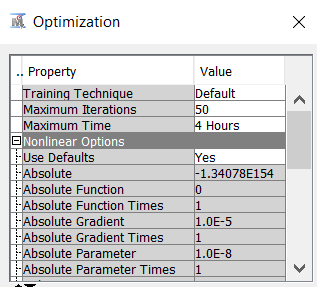 Optimization
.. Property Value
Training Technique Default
Maximum Iterations 50
Maximum Time 4 Hours
Nonlinear Options
Use Defaults Yes
Absolute -1.34078E154
Absolute Function 0
Absolute Function Times 1
Absolute Gradient 1.0E-5
Absolute Gradient Times 1
Absolute Parameter 1.0E-8
Absolute Parameter Times 1